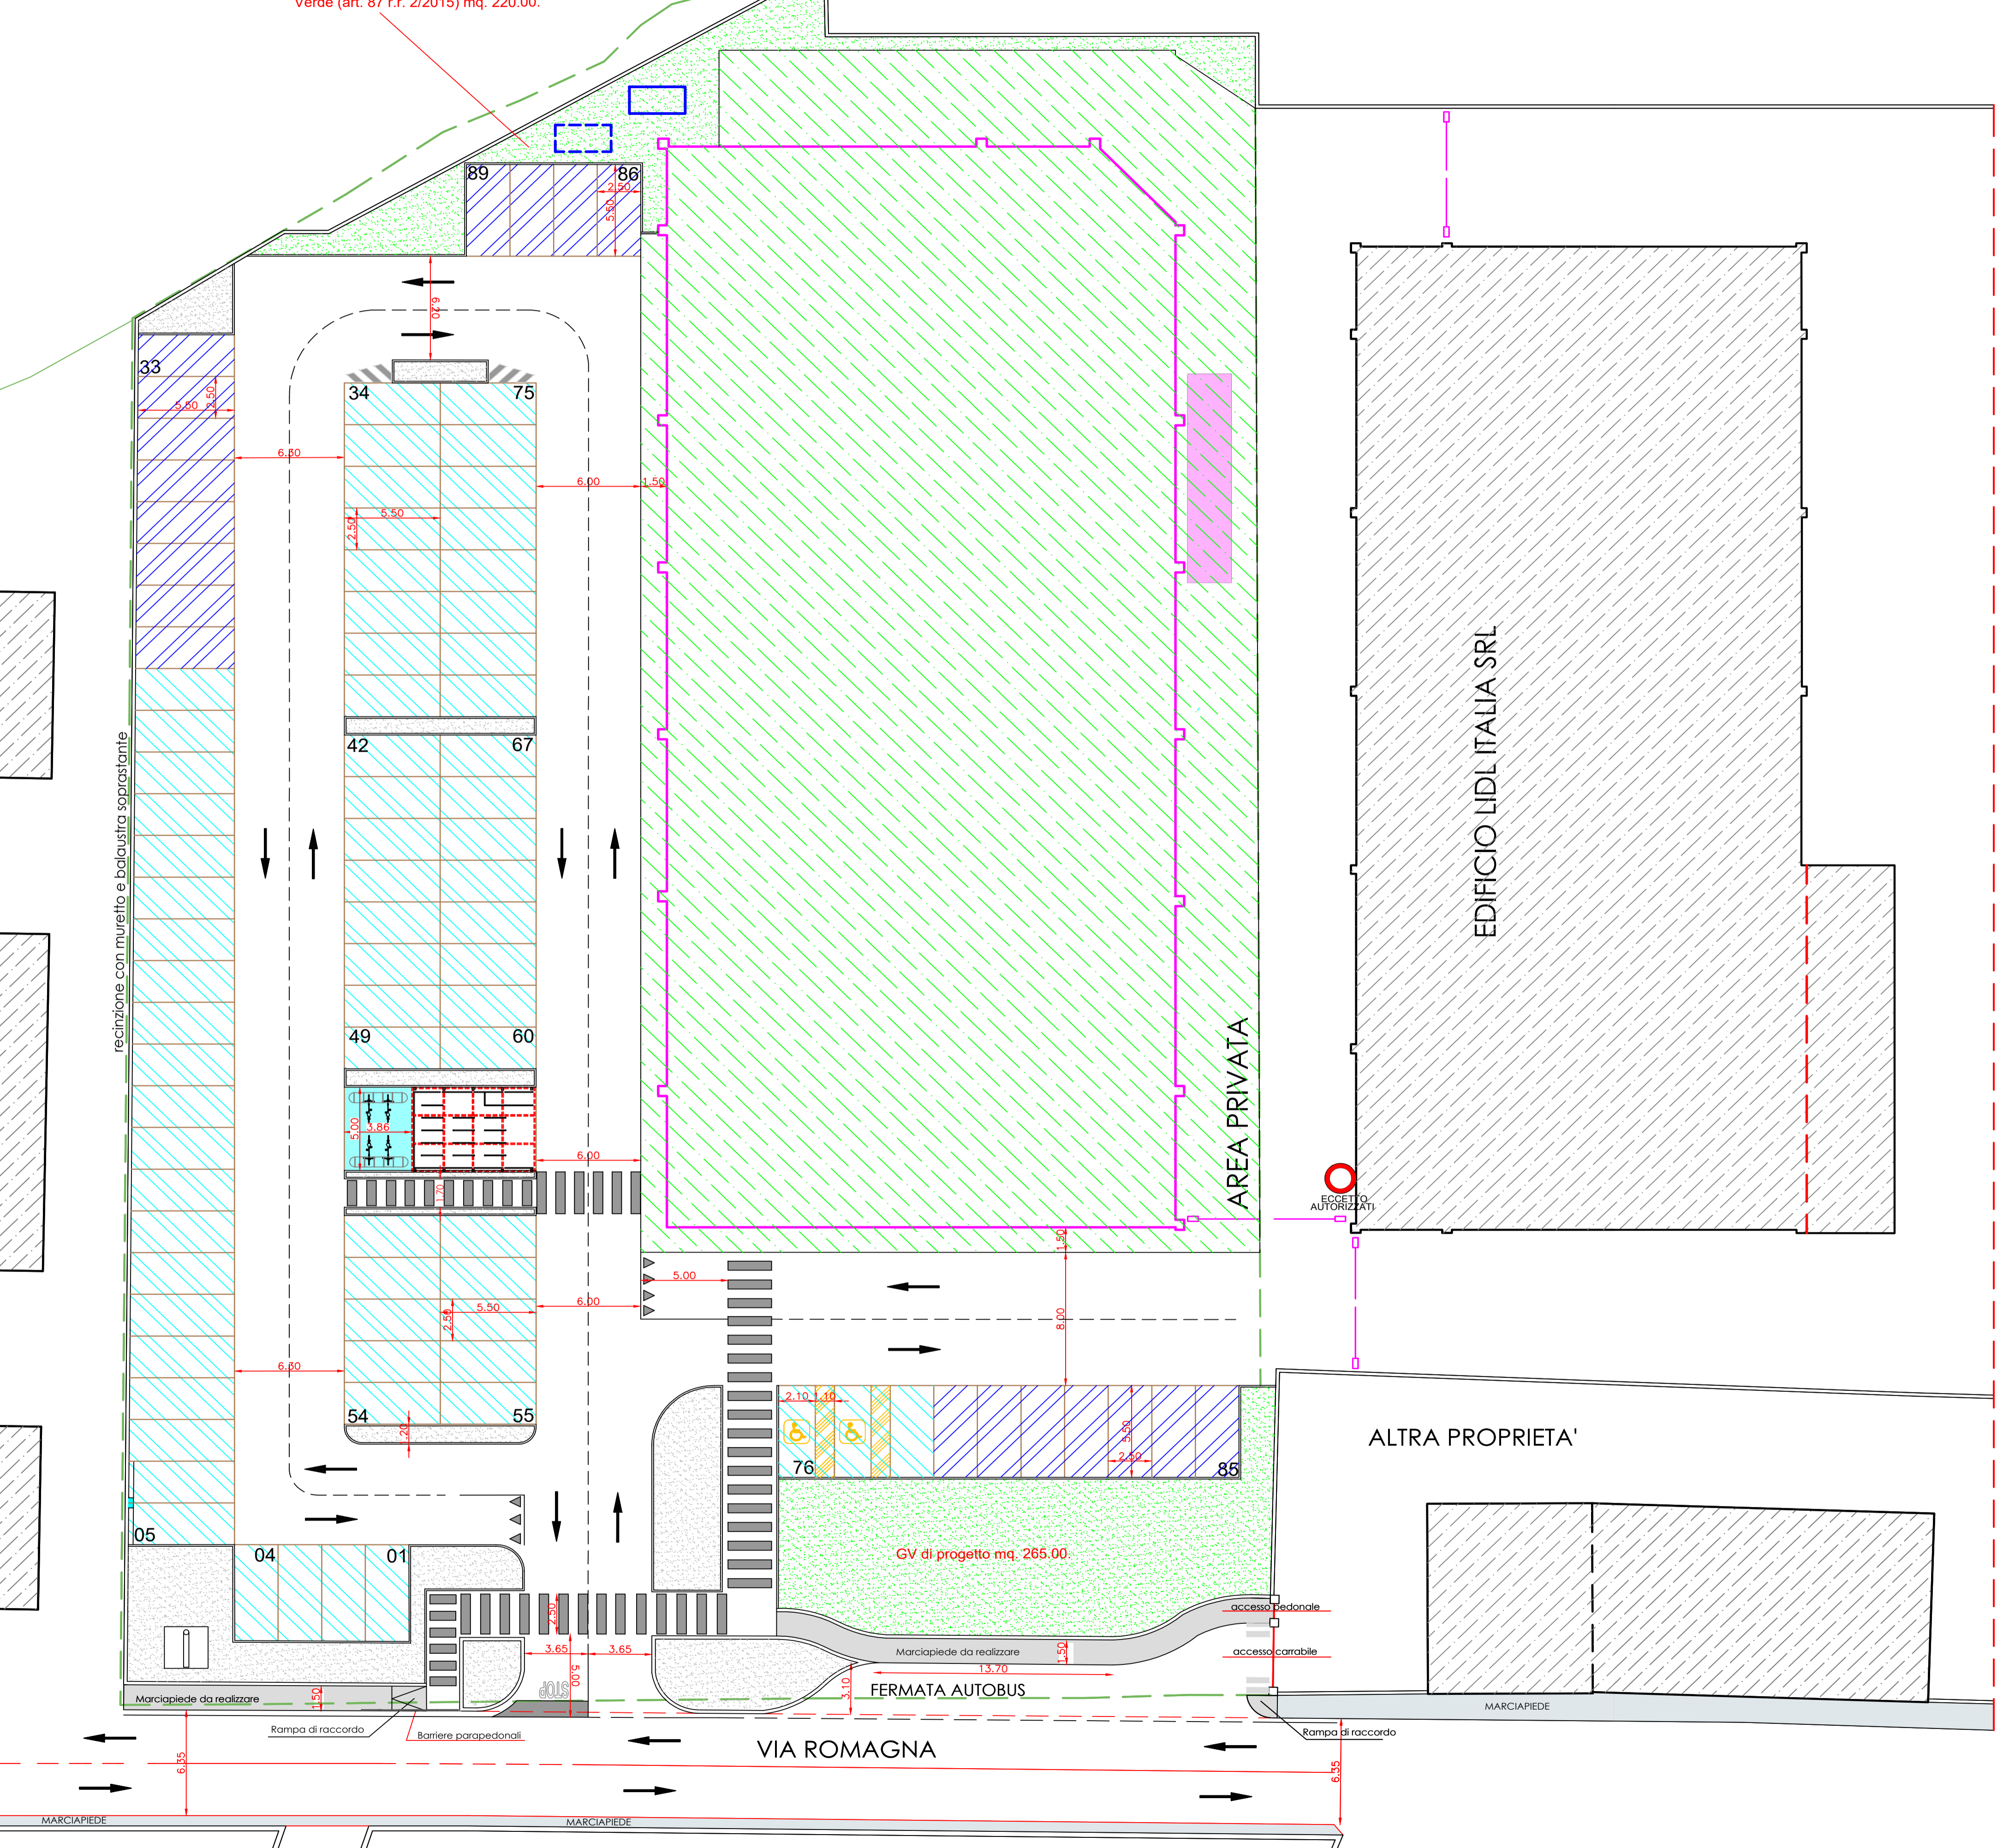 Verde (art. 87 r.r. 2/2015) mq. 220.00.
89
86
2.50
5.50
6.20
33
34
75
5.50
2.50
6.30
6.00
1.50
5.50
2.50
recinzione con muretto e balaustra soprastante
42
67
EDIFICIO LIDL ITALIA SRL
49
60
AREA PRIVATA
5.00
3.86
6.00
1.70
ECCETTO
AUTORIZZATI
1.50
5.00
6.00
5.50
2.50
8.00
6.30
54
55
1.20
2.10
1.10
5.50
2.50
76
85
ALTRA PROPRIETA'
05
04
01
GV di progetto mq. 265.00.
2.50
accesso pedonale
3.65
3.65
5.00
Marciapiede da realizzare
1.50
accesso carrabile
13.70
3.10
STOP
FERMATA AUTOBUS
Marciapiede da realizzare
1.50
MARCIAPIEDE
Rampa di raccordo
Barriere parapedonali
Rampa di raccordo
VIA ROMAGNA
6.35
6.35
MARCIAPIEDE
MARCIAPIEDE